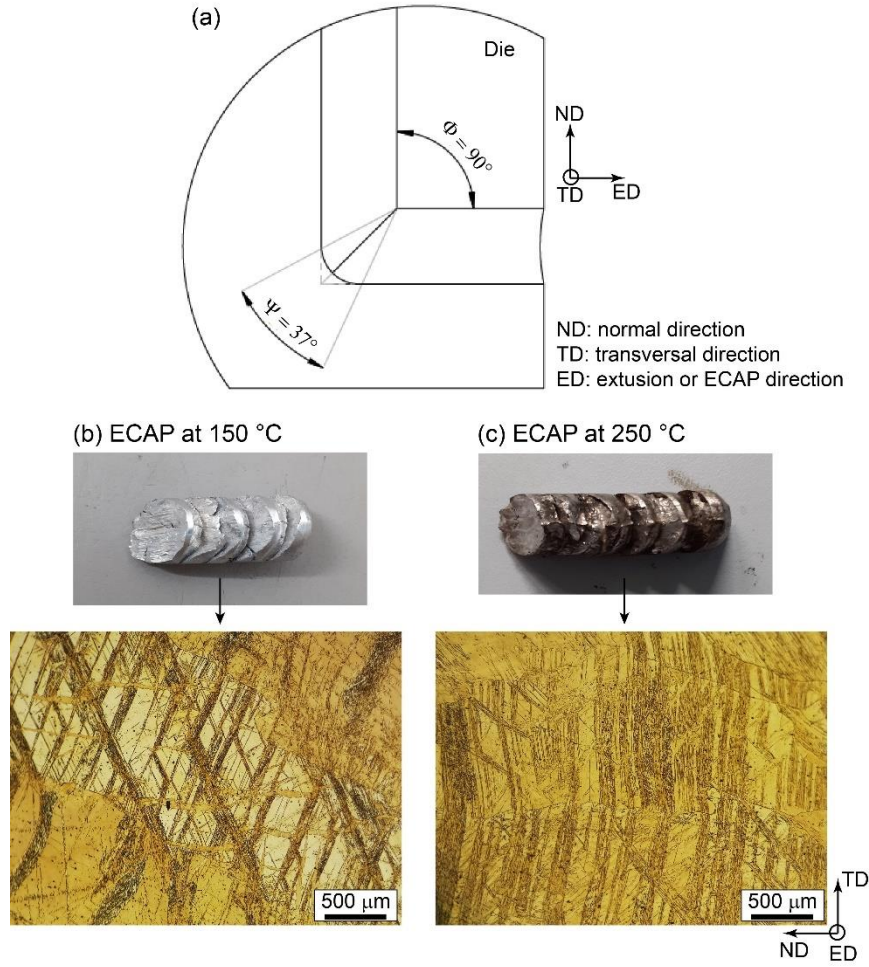 (a)
Die
ND
Φ = 90°
TD
ED
Ψ = 37°
ND: normal direction
TD: transversal direction
ED: extusion or ECAP direction
(b) ECAP at 150 °C
(c) ECAP at 250 °C
500 μm
500 μm
TD
ND
ED